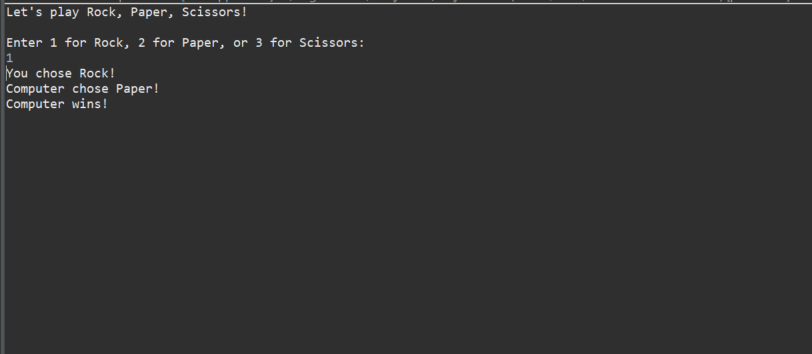 Let's play Rock, Paper, Scissors!
Enter 1 for Rock, 2 for Paper, or 3 for Scissors:
1
You chose Rock!
Computer chose Paper!
Computer wins!